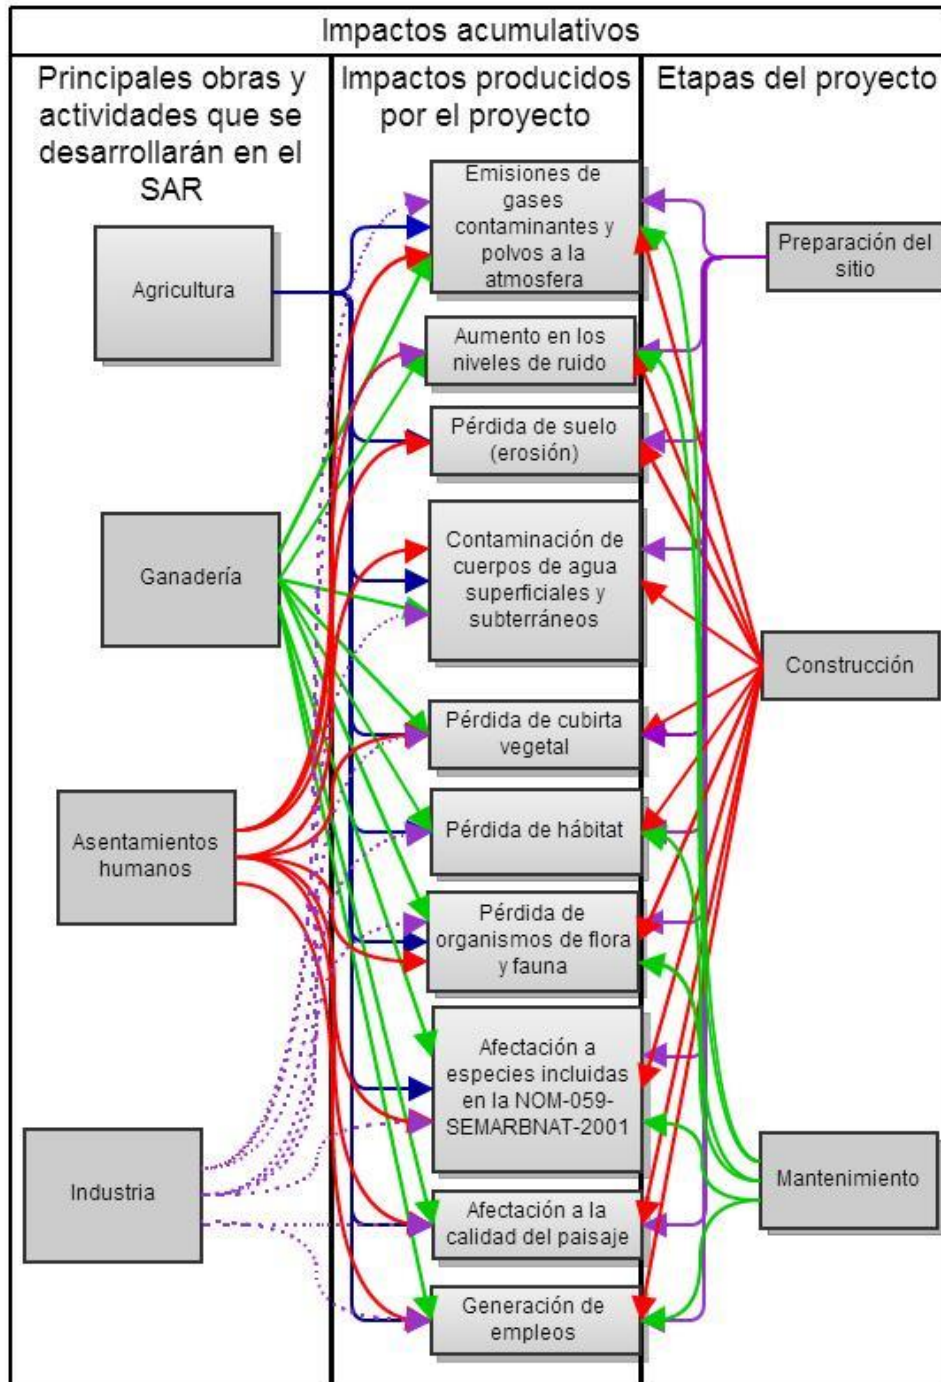 Impactos acumulativos
Principales obras y
actividades que se
desarrollarán en el
SAR
Impactos producidos
por el proyecto
Etapas del proyecto
Agricultura
Ganadería
Asentamientos
humanos
Industria
Emisiones de
gases
contaminantes y
polvos a la
atmosfera
Aumento en los
niveles de ruido
Pérdida de suelo
(erosión)
Contaminación de
cuerpos de agua
superficiales y
subterráneos
Pérdida de cubirta
vegetal
Pérdida de hábitat
Pérdida de
organismos de flora
y fauna
Afectación a
especies incluidas
en la NOM-059-
SEMARBNAT-2001
Afectación a la
calidad del paisaje
Generación de
empleos
Preparación del
sitio
Construcción
Mantenimiento